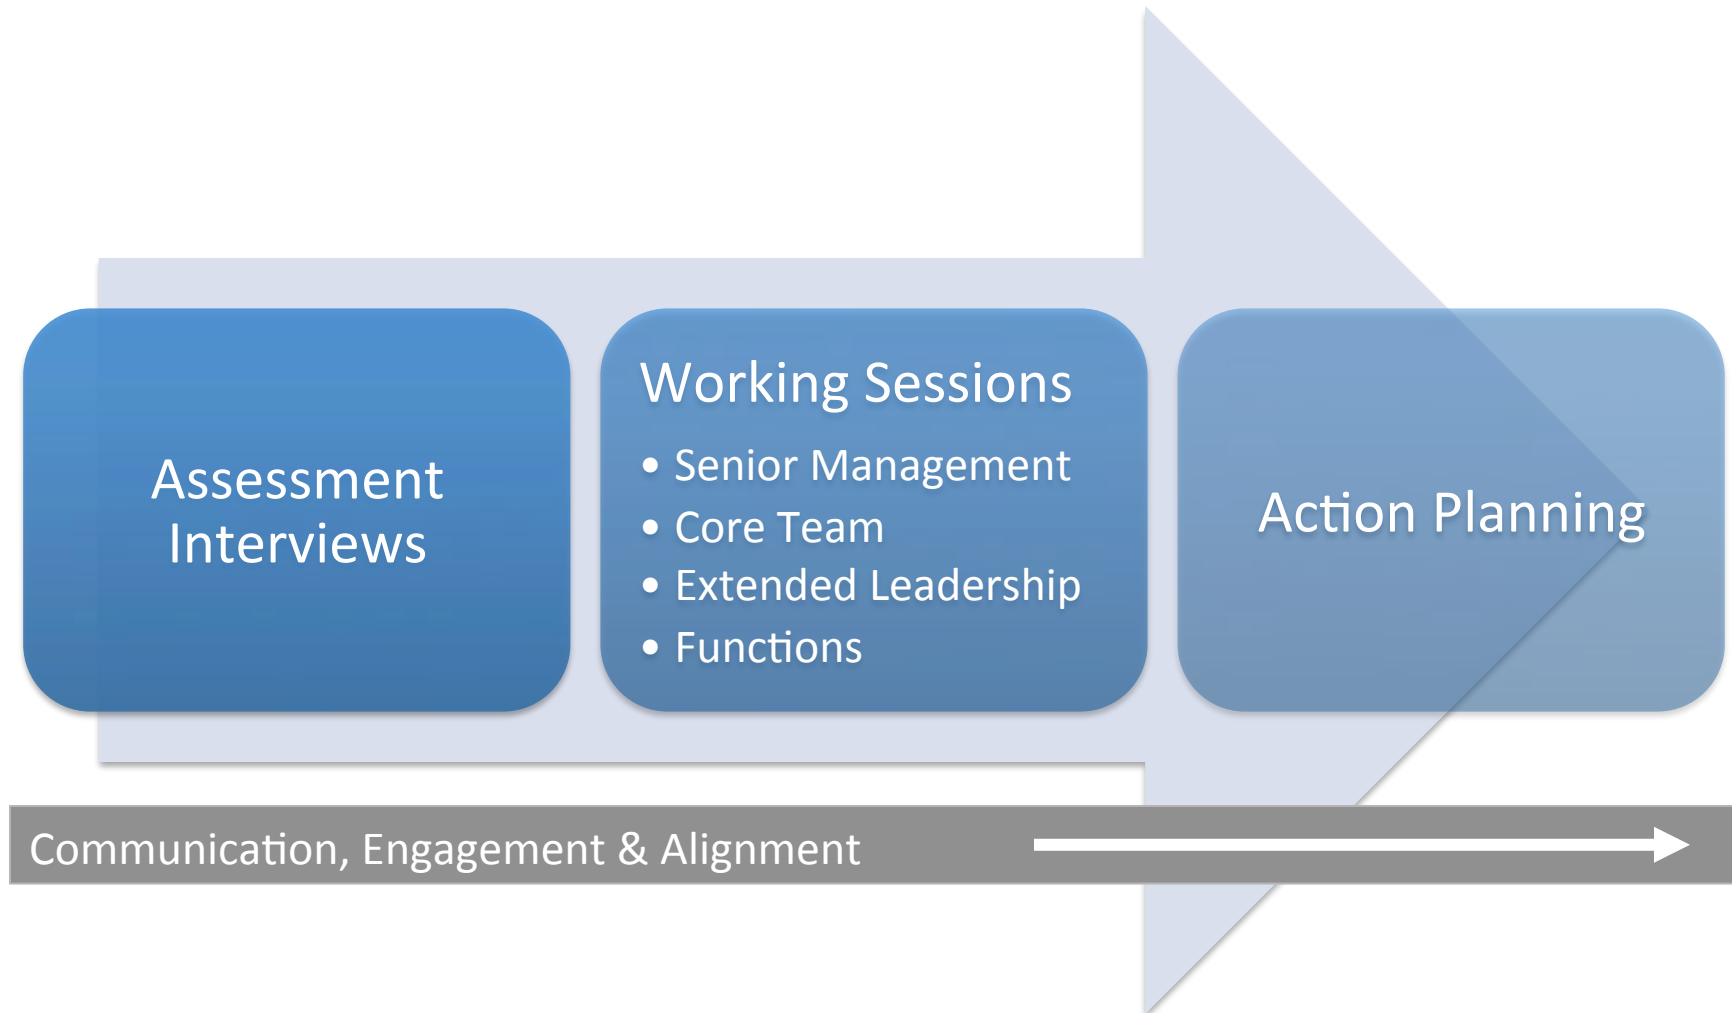 Assessment
Interviews
Working Sessions
• Senior Management
• Core Team
• Extended Leadership
• Functions
Action Planning
Communication, Engagement & Alignment